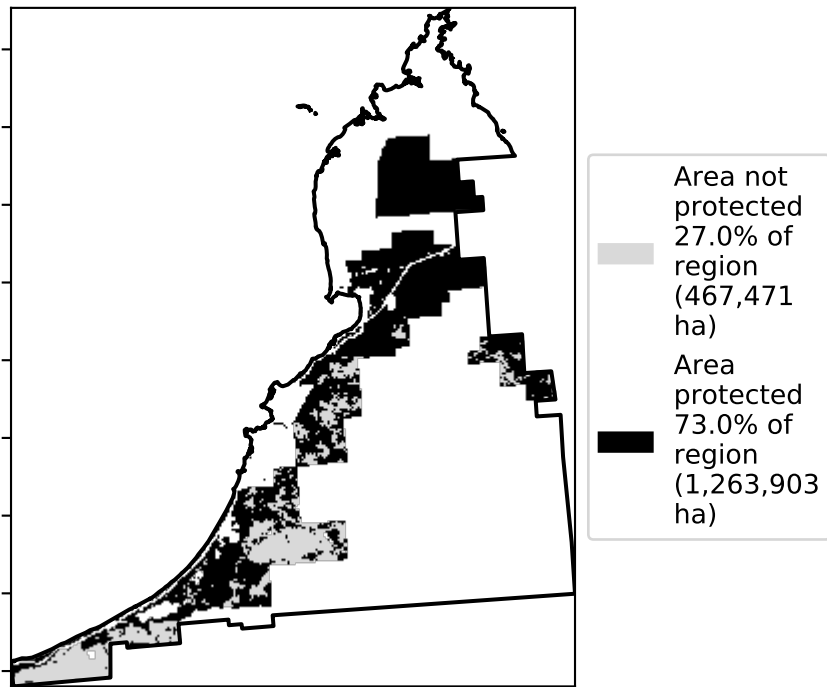 Area not
protected
27.0% of
region
(467,471
ha)
Area
protected
73.0% of
region
(1,263,903
ha)